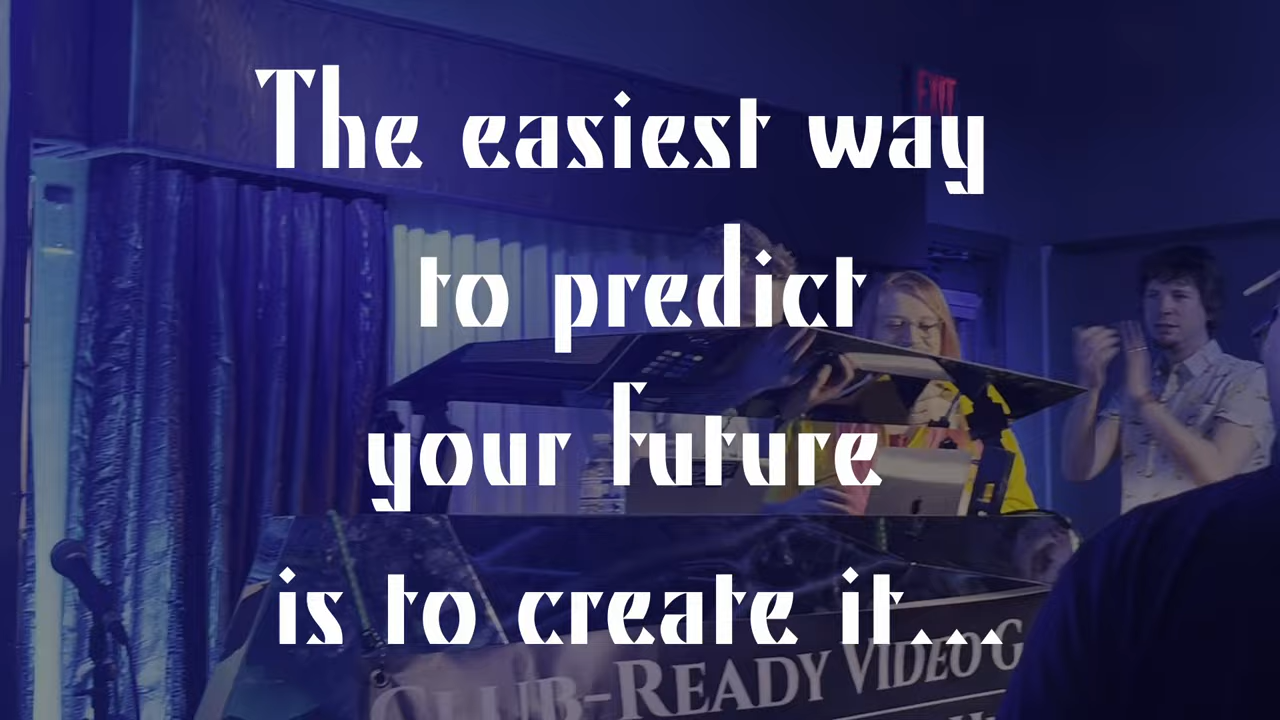 The easiest way
to predict
your future
is to create it...
EXIT
CLUB-READY VIDEO G